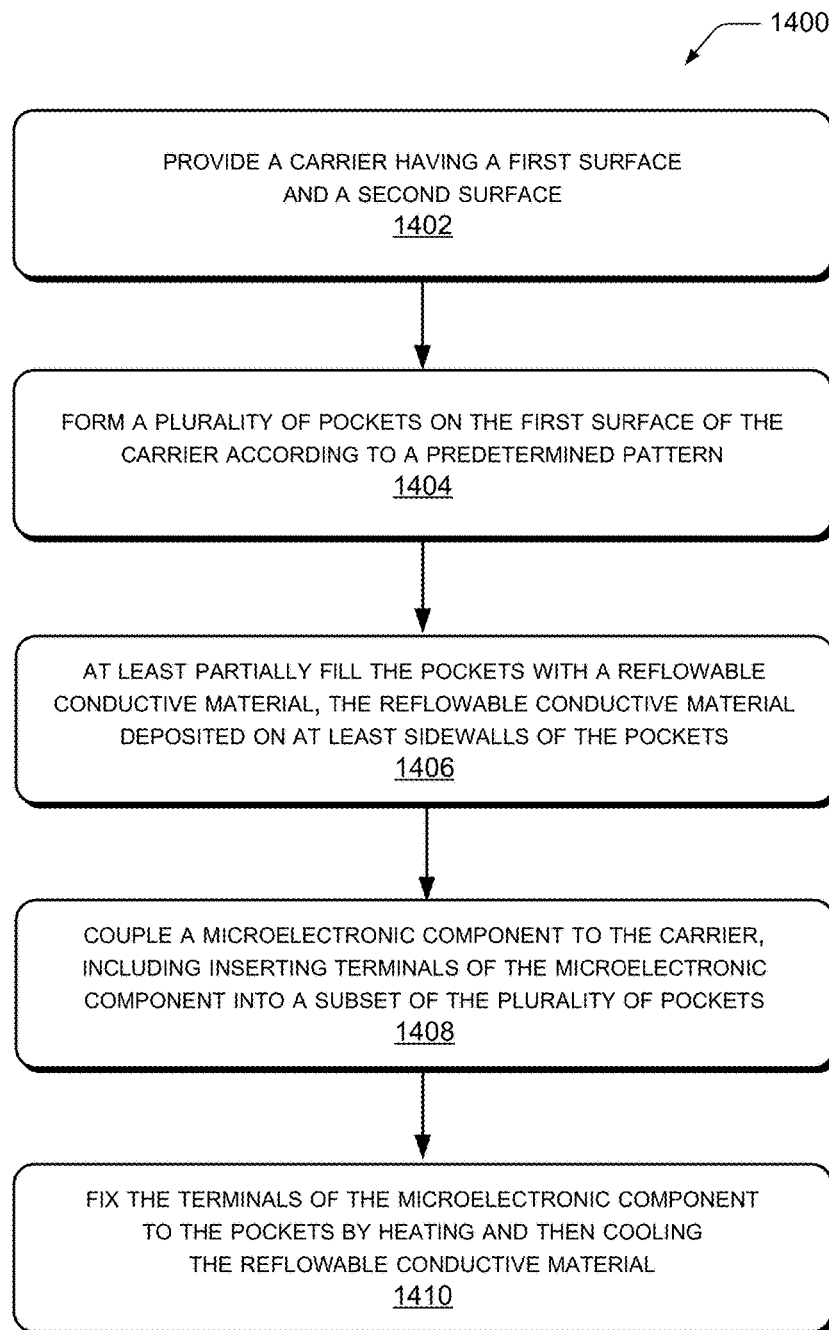 1400
PROVIDE A CARRIER HAVING A FIRST SURFACE
AND A SECOND SURFACE
1402
FORM A PLURALITY OF POCKETS ON THE FIRST SURFACE OF THE
CARRIER ACCORDING TO A PREDETERMINED PATTERN
1404
AT LEAST PARTIALLY FILL THE POCKETS WITH A REFLOWABLE
CONDUCTIVE MATERIAL, THE REFLOWABLE CONDUCTIVE MATERIAL
DEPOSITED ON AT LEAST SIDEWALLS OF THE POCKETS
1406
COUPLE A MICROELECTRONIC COMPONENT TO THE CARRIER,
INCLUDING INSERTING TERMINALS OF THE MICROELECTRONIC
COMPONENT INTO A SUBSET OF THE PLURALITY OF POCKETS
1408
FIX THE TERMINALS OF THE MICROELECTRONIC COMPONENT
TO THE POCKETS BY HEATING AND THEN COOLING
THE REFLOWABLE CONDUCTIVE MATERIAL
1410